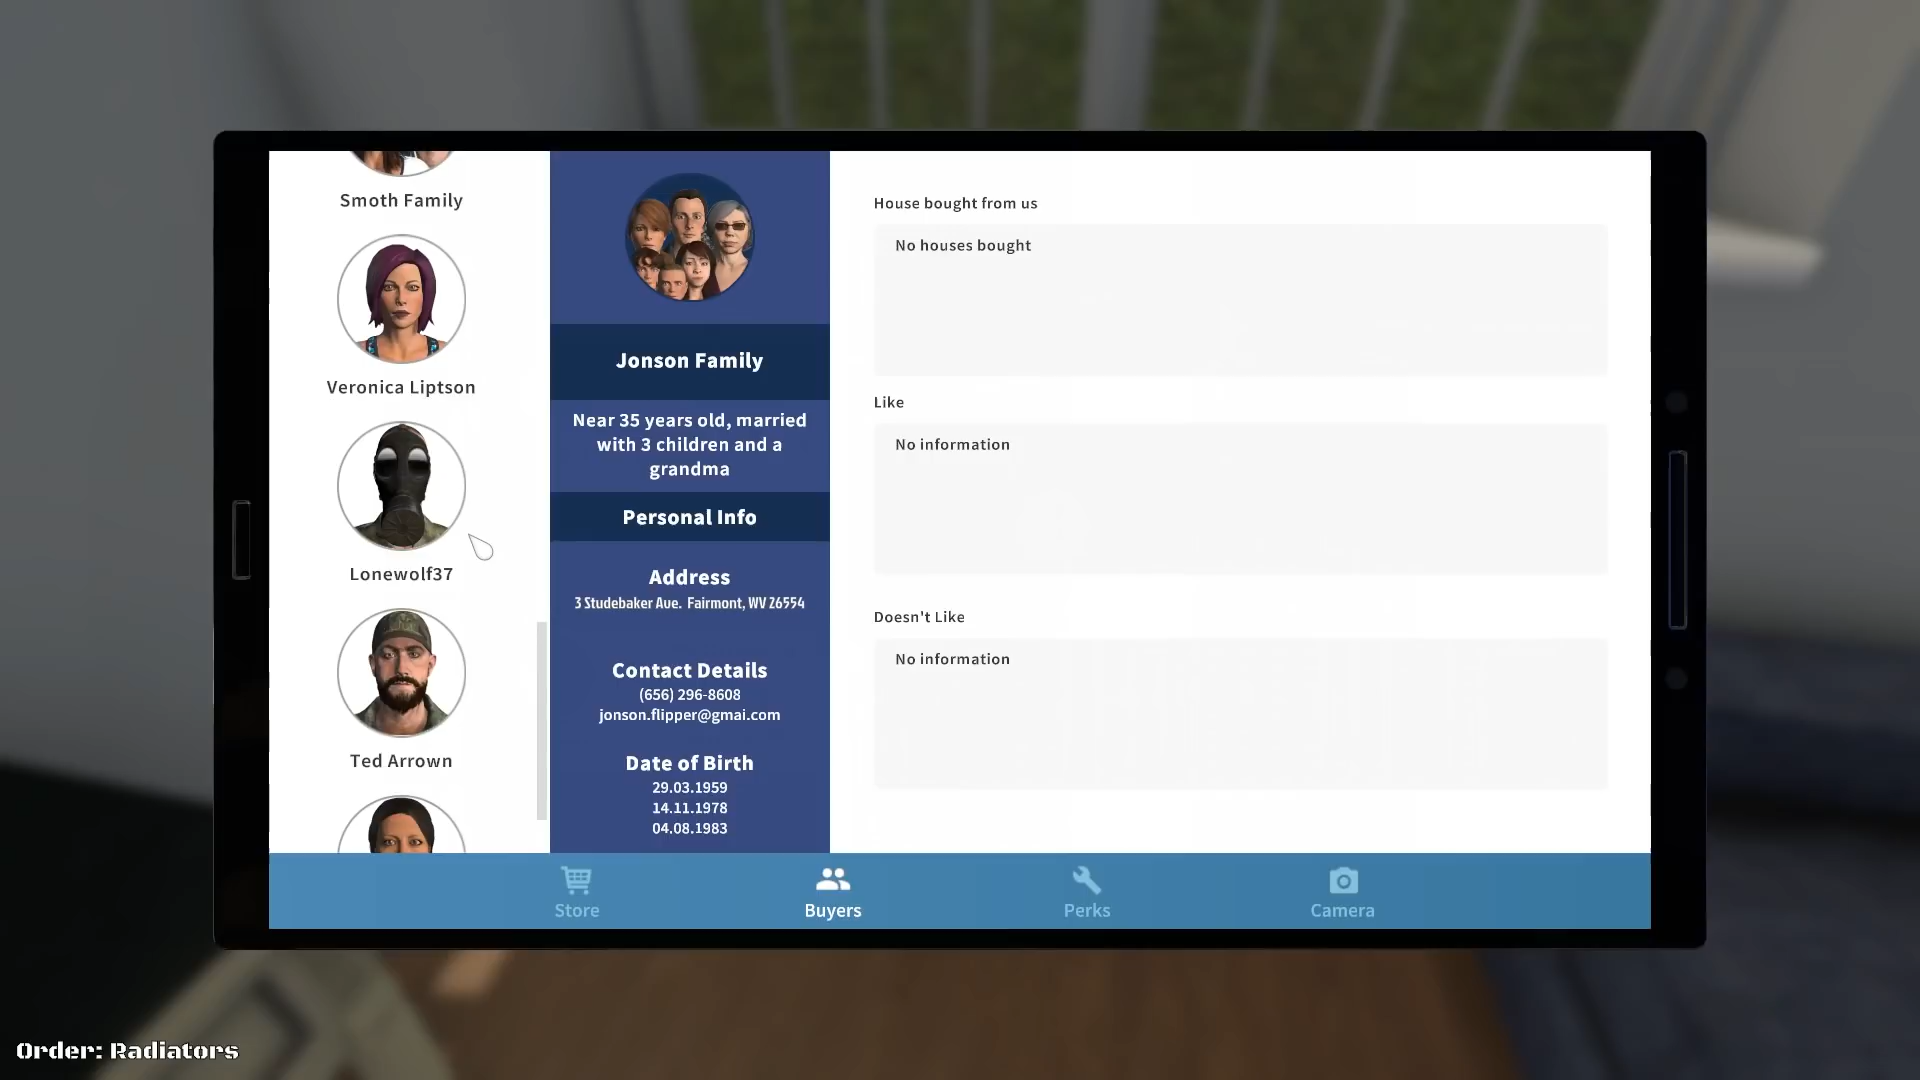 Smoth Family
Veronica Liptson
Lonewolf37
Ted Arrown
Jonson Family
Near 35 years old, married
with 3 children and a
grandma
Personal Info
Address
3 Studebaker Ave. Fairmont, WV 26554
Contact Details
(656) 296-8608
jonson.flipper@gmai.com
Date of Birth
29.03.1959
14.11.1978
04.08.1983
House bought from us
No houses bought
Like
No information
Doesn't Like
No information
Store
Buyers
Perks
Camera
Order: Radiators